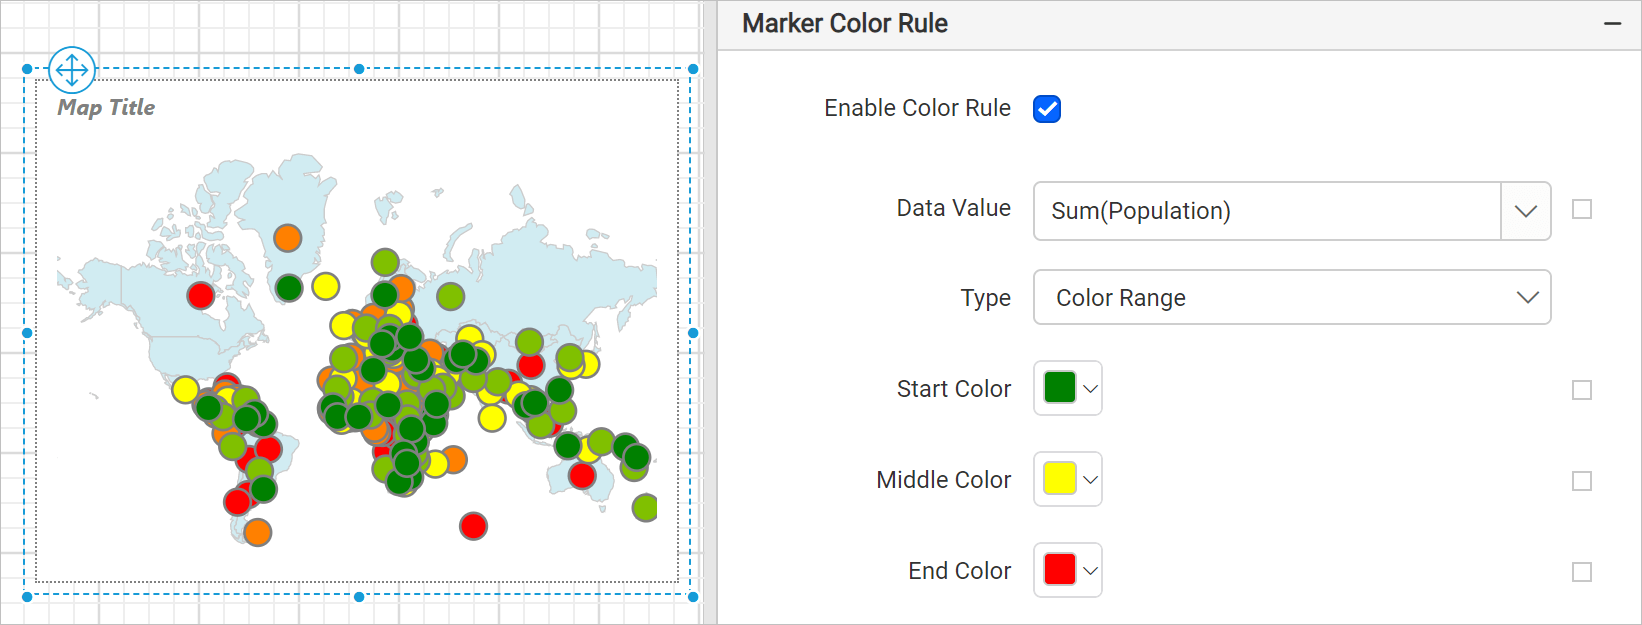 Map Title
Marker Color Rule
Enable Color Rule
Data Value
Sum(Population)
Type
Color Range
Start Color
Middle Color
End Color